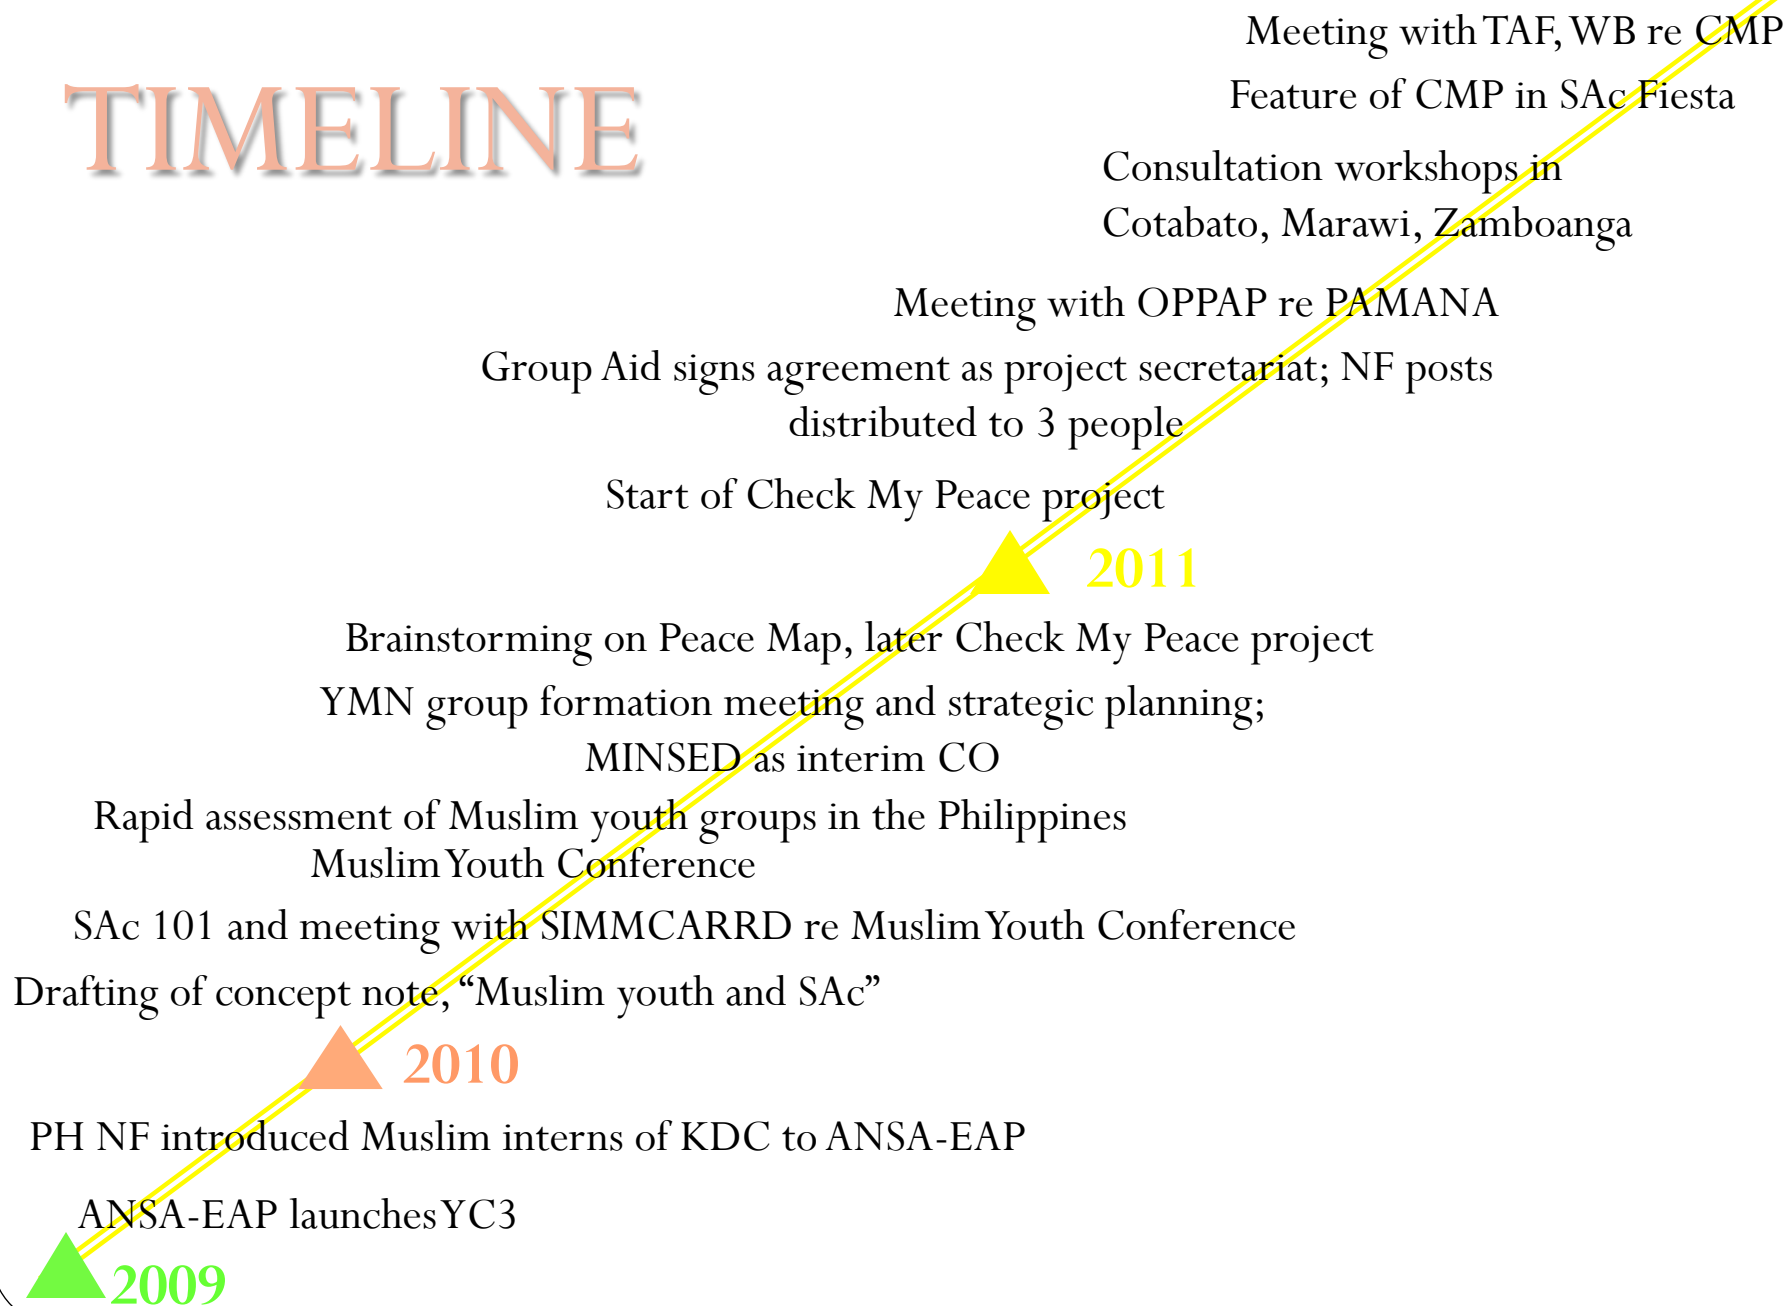 TIMELINE
Meeting with TAF, WB re CMP
Feature of CMP in SAc Fiesta
Consultation workshops in
Cotabato, Marawi, Zamboanga
Meeting with OPPAP re PAMANA
Group Aid signs agreement as project secretariat; NF posts
distributed to 3 people
Start of Check My Peace project
2011
Brainstorming on Peace Map, later Check My Peace project
YMN group formation meeting and strategic planning;
MINSED as interim CO
Rapid assessment of Muslim youth groups in the Philippines
Muslim Youth Conference
SAc 101 and meeting with SIMMCARRD re Muslim Youth Conference
Drafting of concept note, “Muslim youth and SAc”
2010
PH NF introduced Muslim interns of KDC to ANSA-EAP
ANSA-EAP launches YC3
2009